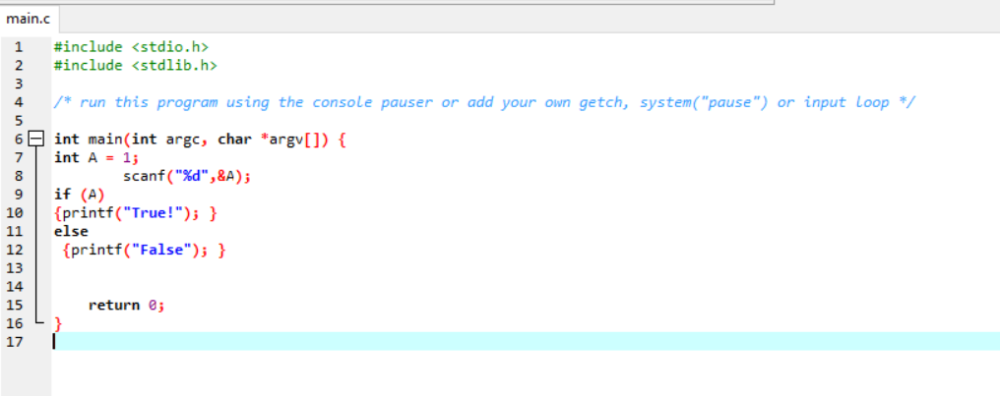 main.c
1 #include <stdio.h>
2 #include <stdlib.h>
3
4 /* run this program using the console pauser or add your own getch, system("pause") or input loop */
5
6 int main(int argc, char *argv[]) {
7 int A = 1;
8         scanf("%d",&A);
9 if (A)
10 {printf("True!"); }
11 else
12  {printf("False"); }
13
14
15     return 0;
16 }
17